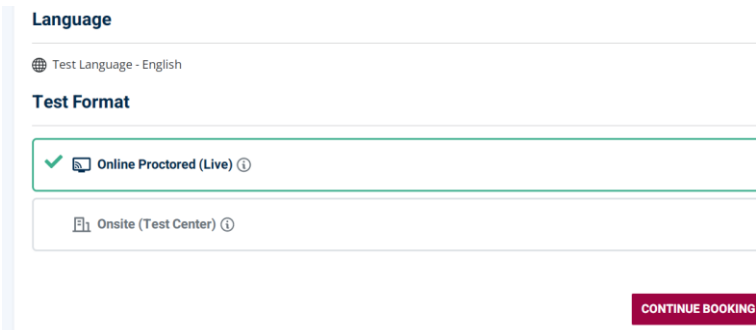 Language
Test Language - English
Test Format
Online Proctored (Live)
Onsite (Test Center)
CONTINUE BOOKING